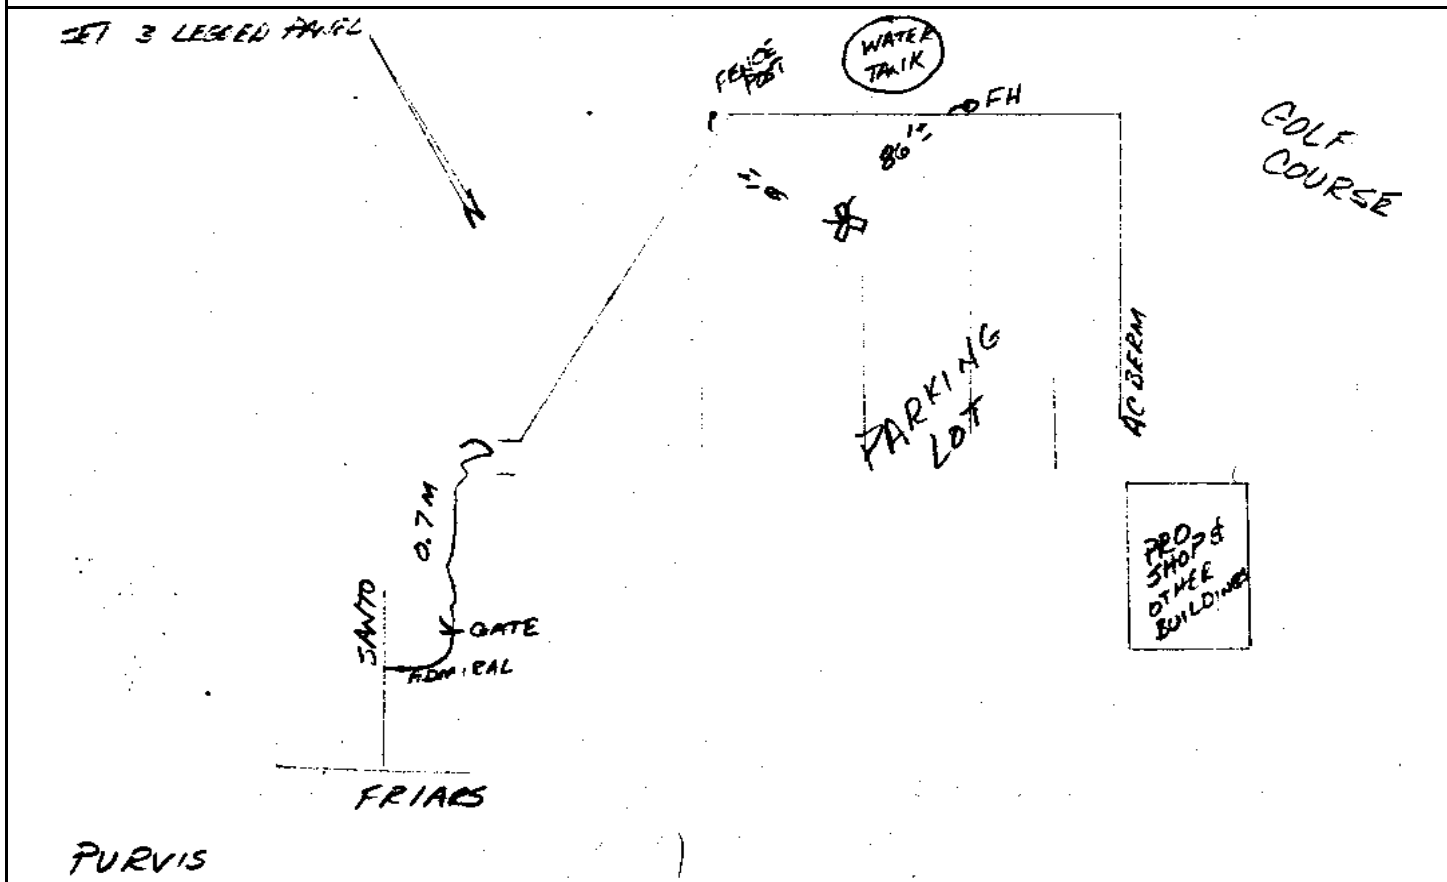 SET 3 LEGGED PANEL
FENCE
POST
WATER
TANK
FH
86
GOLF
COURSE
N
PARKING
LOT
AC BERM
0.7 M
PRO
SHOP &
OTHER
BUILDINGS
SANTO
GATE
ADMIRAL
FRIARS
PURVIS